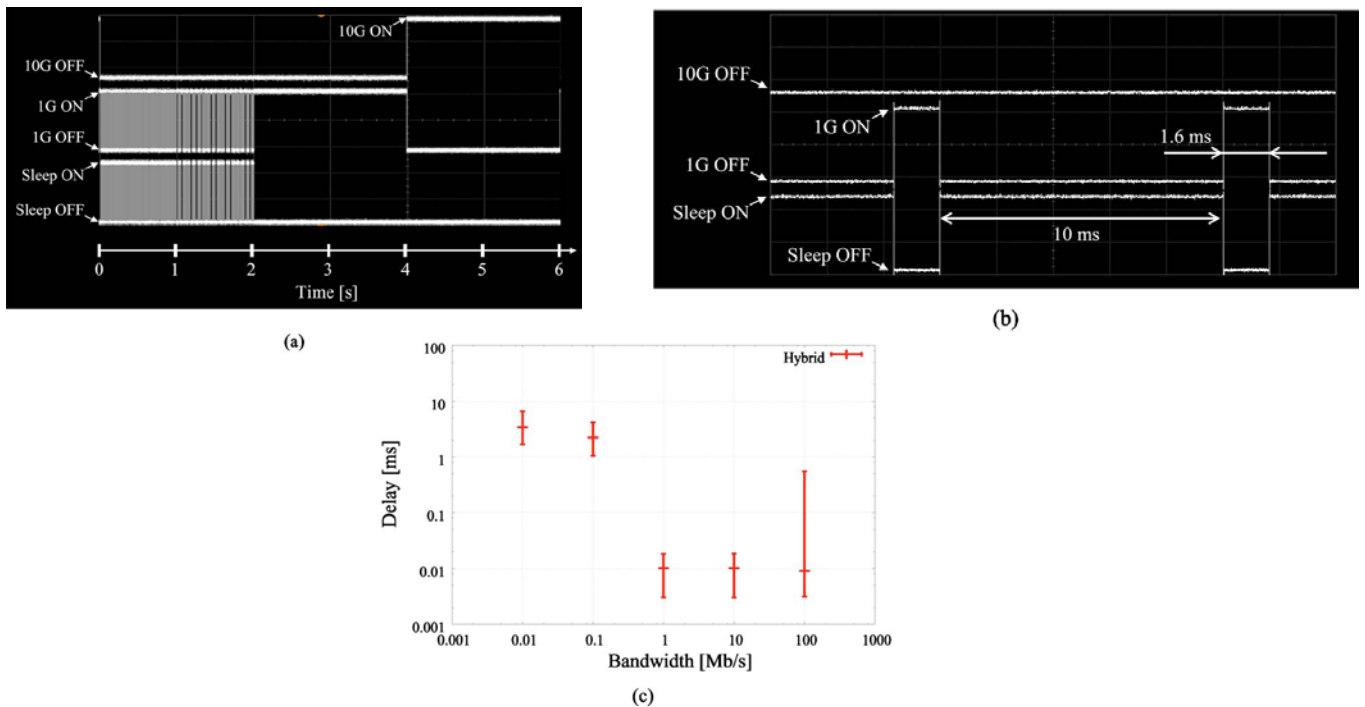 10G ON
10G OFF
1G ON
1G OFF
Sleep ON
Sleep OFF
0 1 2 3 4 5 6
Time [s]
(a)
10G OFF
1G ON
1.6 ms
1G OFF
Sleep ON
10 ms
Sleep OFF
(b)
100
Hybrid
10
1
0.1
0.01
0.001
Delay [ms]
0.001 0.01 0.1 1 10 100 1000
Bandwidth [Mb/s]
(c)